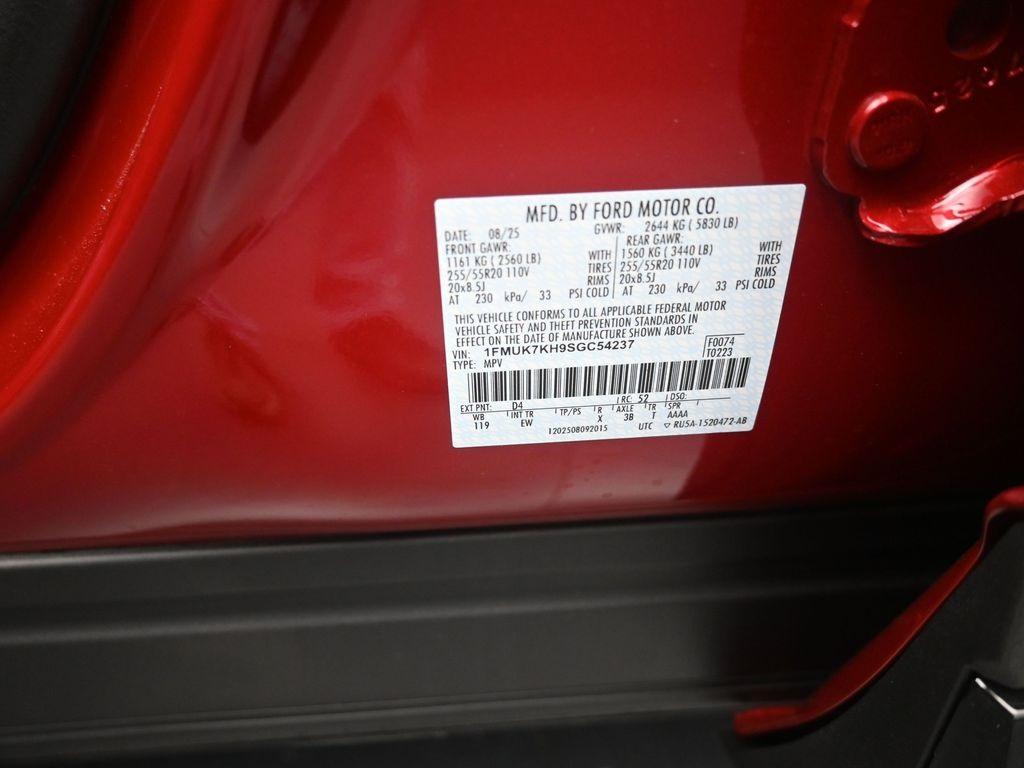 MFD. BY FORD MOTOR CO.
DATE: 08/25 GVWR: 2644 KG ( 5830 LB)
FRONT GAWR: REAR GAWR:
1161 KG ( 2560 LB) WITH 1560 KG ( 3440 LB) WITH
255/55R20 110V TIRES 255/55R20 110V TIRES
20x8.5J RIMS 20x8.5J RIMS
AT 230 kPa/ 33 PSI COLD AT 230 kPa/ 33 PSI COLD
THIS VEHICLE CONFORMS TO ALL APPLICABLE FEDERAL MOTOR
VEHICLE SAFETY AND THEFT PREVENTION STANDARDS IN
EFFECT ON THE DATE OF MANUFACTURE SHOWN ABOVE.
VIN: 1FMUK7KH9SGC54237 F0074
TYPE: MPV T0223
EXT PNT: D4 RC: 52 DSO:
WB INT TR TP/PS R AXLE TR SPR
119 EW X 3B T AAAA
1202508092015 UTC ▽ RU5A-1520472-AB